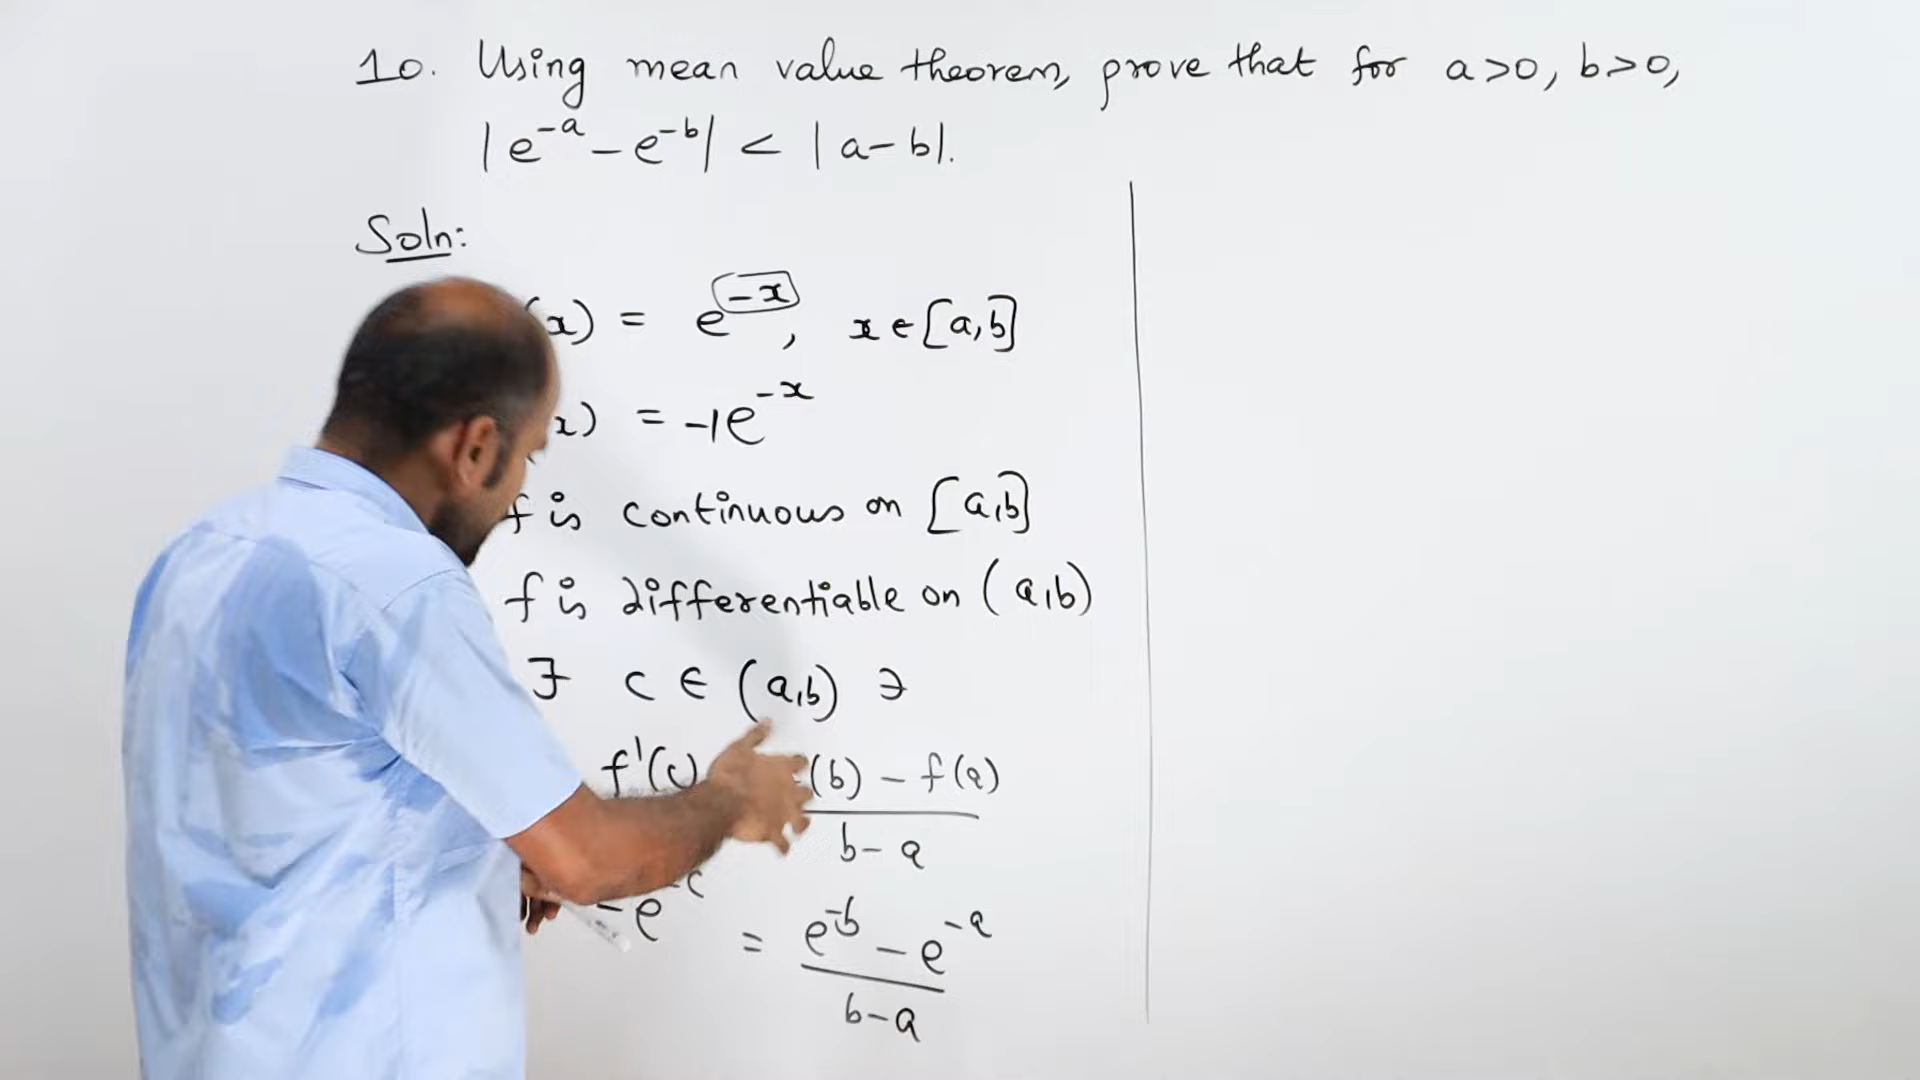 10. Using mean value theorem, prove that for a>0, b>0,
|e^{-a} - e^{-b}| < |a-b|.
Soln:
x) = e^{-x}, x ∈ [a,b]
x) = -1e^{-x}
f is continuous on [a,b]
f is differentiable on (a,b)
∃ c ∈ (a,b) ∋
f'(c) (b) - f(a)
b-a
-e^{-c} = e^{-b} - e^{-a}
b-a